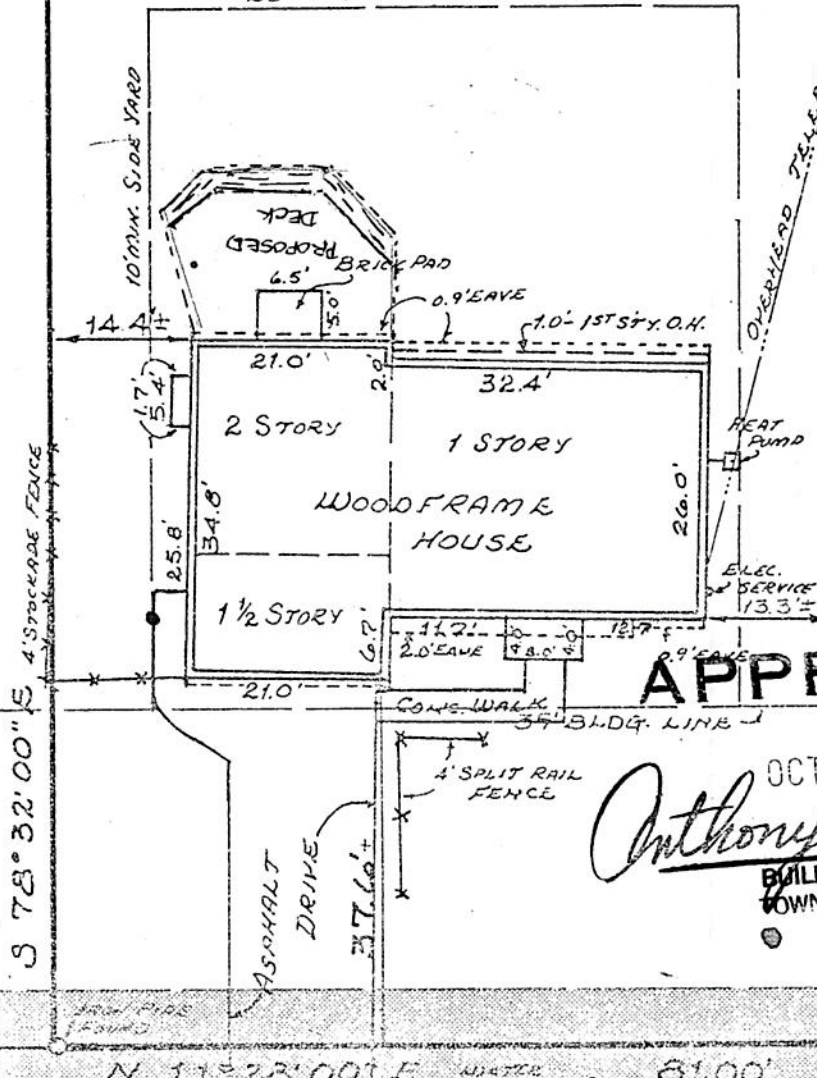 10' MIN. SIDE YARD
OVERHEAD
PROPOSED
DECK
BRICK PAD
6.5'
5.0'
0.9' EAVE
1.0'- 1ST STY. O.H.
14.4'±
21.0'
2.0'
32.4'
1.7'
5.4'
2 STORY
1 STORY
HEAT
PUMP
WOODFRAME
HOUSE
34.8'
25.8'
26.0'
4' STOCKADE FENCE
ELEC.
SERVICE
13.3'±
1 1/2 STORY
6.7'
11.7'
2.0' EAVE
8.0'
12.7'
0.9' EAVE
21.0'
APP
CONC. WALK
35' BLDG. LINE
4' SPLIT RAIL
FENCE
OCT
Anthony
BUIL
TOWN
S 78° 32' 00" E
ASPHALT
DRIVE
37.6'±
IRON PIPE
FOUND
81.00'